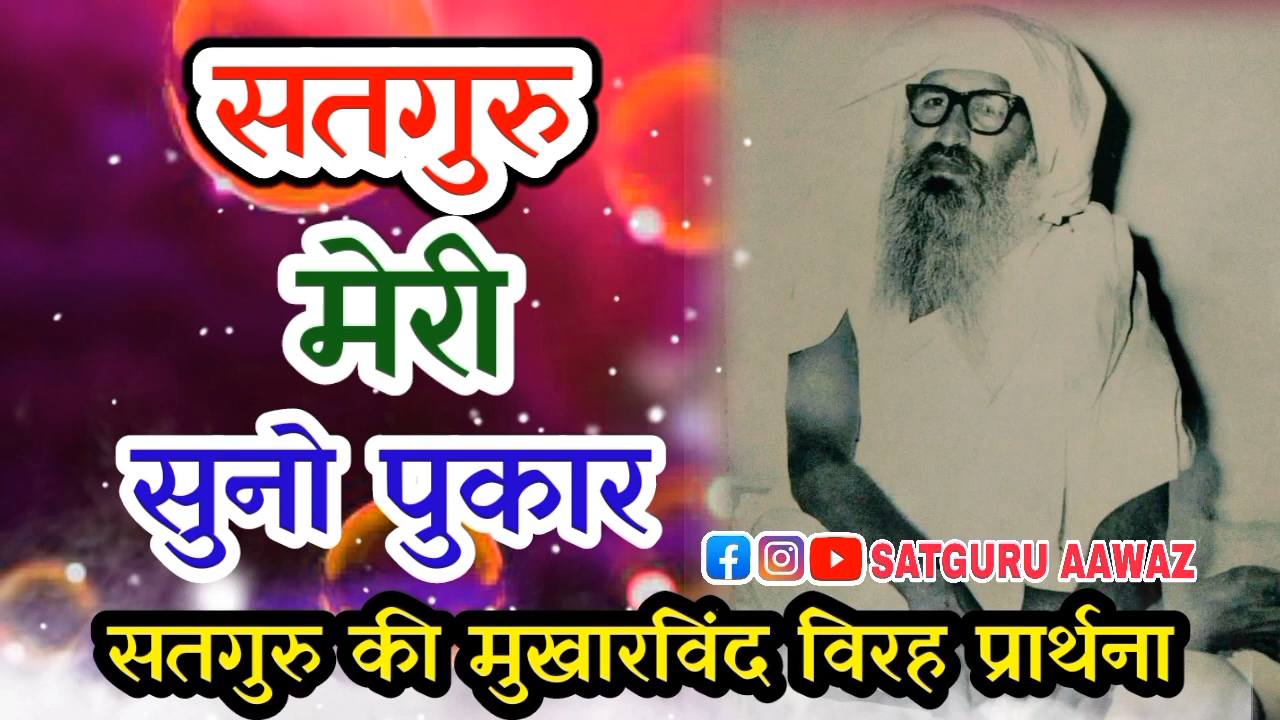 सतगुरु
मेरी
सुनो पुकार
SATGURU AAWAZ
सतगुरु की मुखारविंद विरह प्रार्थना